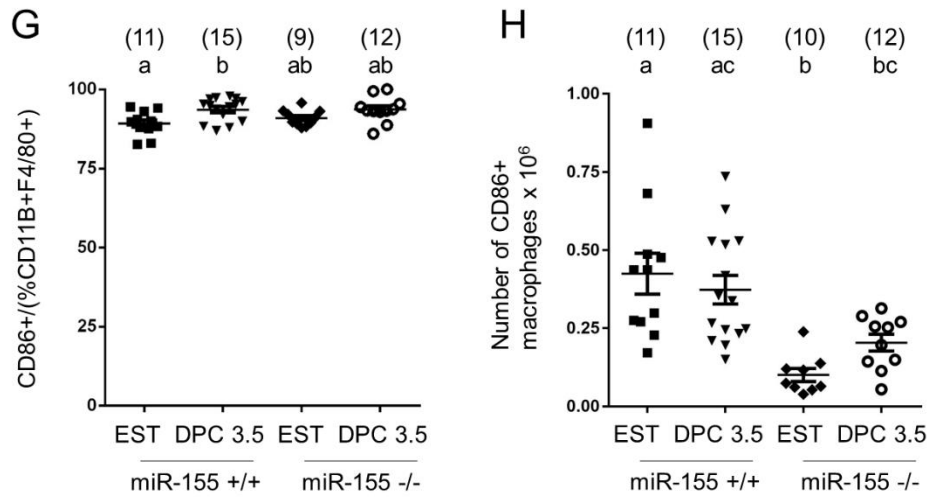 G
(11) (15) (9) (12)
a b ab ab
CD86+/(%CD11B+F4/80+)
100
75
50
25
0
EST DPC 3.5 EST DPC 3.5
miR-155 +/+ miR-155 -/-
H
(11) (15) (10) (12)
a ac b bc
Number of CD86+
macrophages x 10⁶
1.00
0.75
0.50
0.25
0.00
EST DPC 3.5 EST DPC 3.5
miR-155 +/+ miR-155 -/-